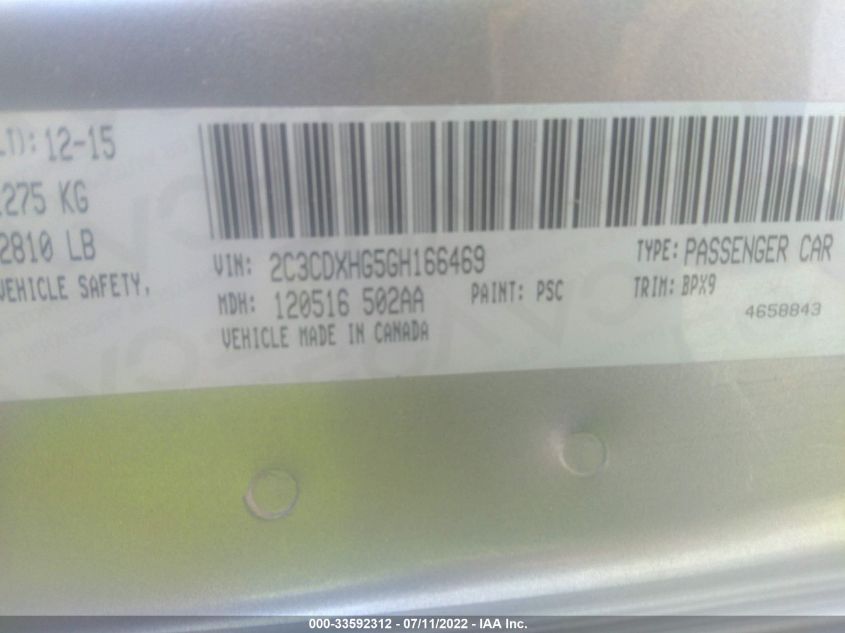 12-15
275 KG
2810 LB
VEHICLE SAFETY.
VIN: 2C3CDXHG5GH166469
TYPE: PASSENGER CAR
MDH: 120516 502AA
PAINT: PSC
TRIM: BPX9
VEHICLE MADE IN CANADA
4658843
000-33592312 - 07/11/2022 - IAA Inc.